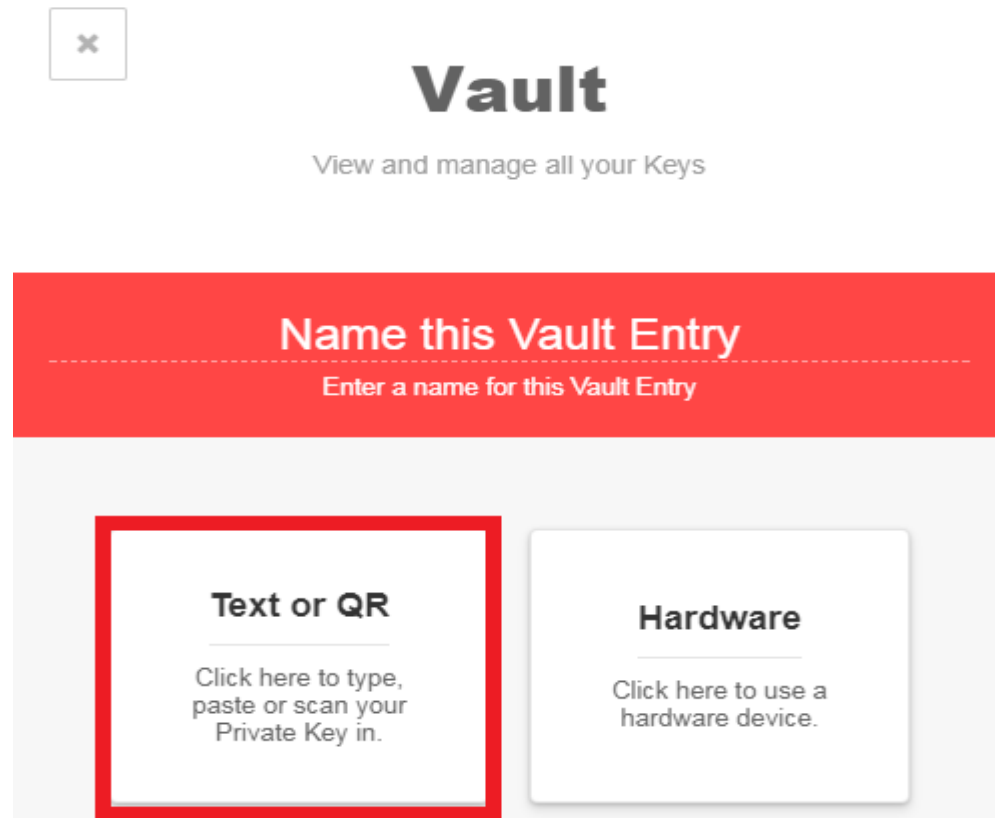 Vault
View and manage all your Keys
Name this Vault Entry
Enter a name for this Vault Entry
Text or QR
Click here to type,
paste or scan your
Private Key in.
Hardware
Click here to use a
hardware device.